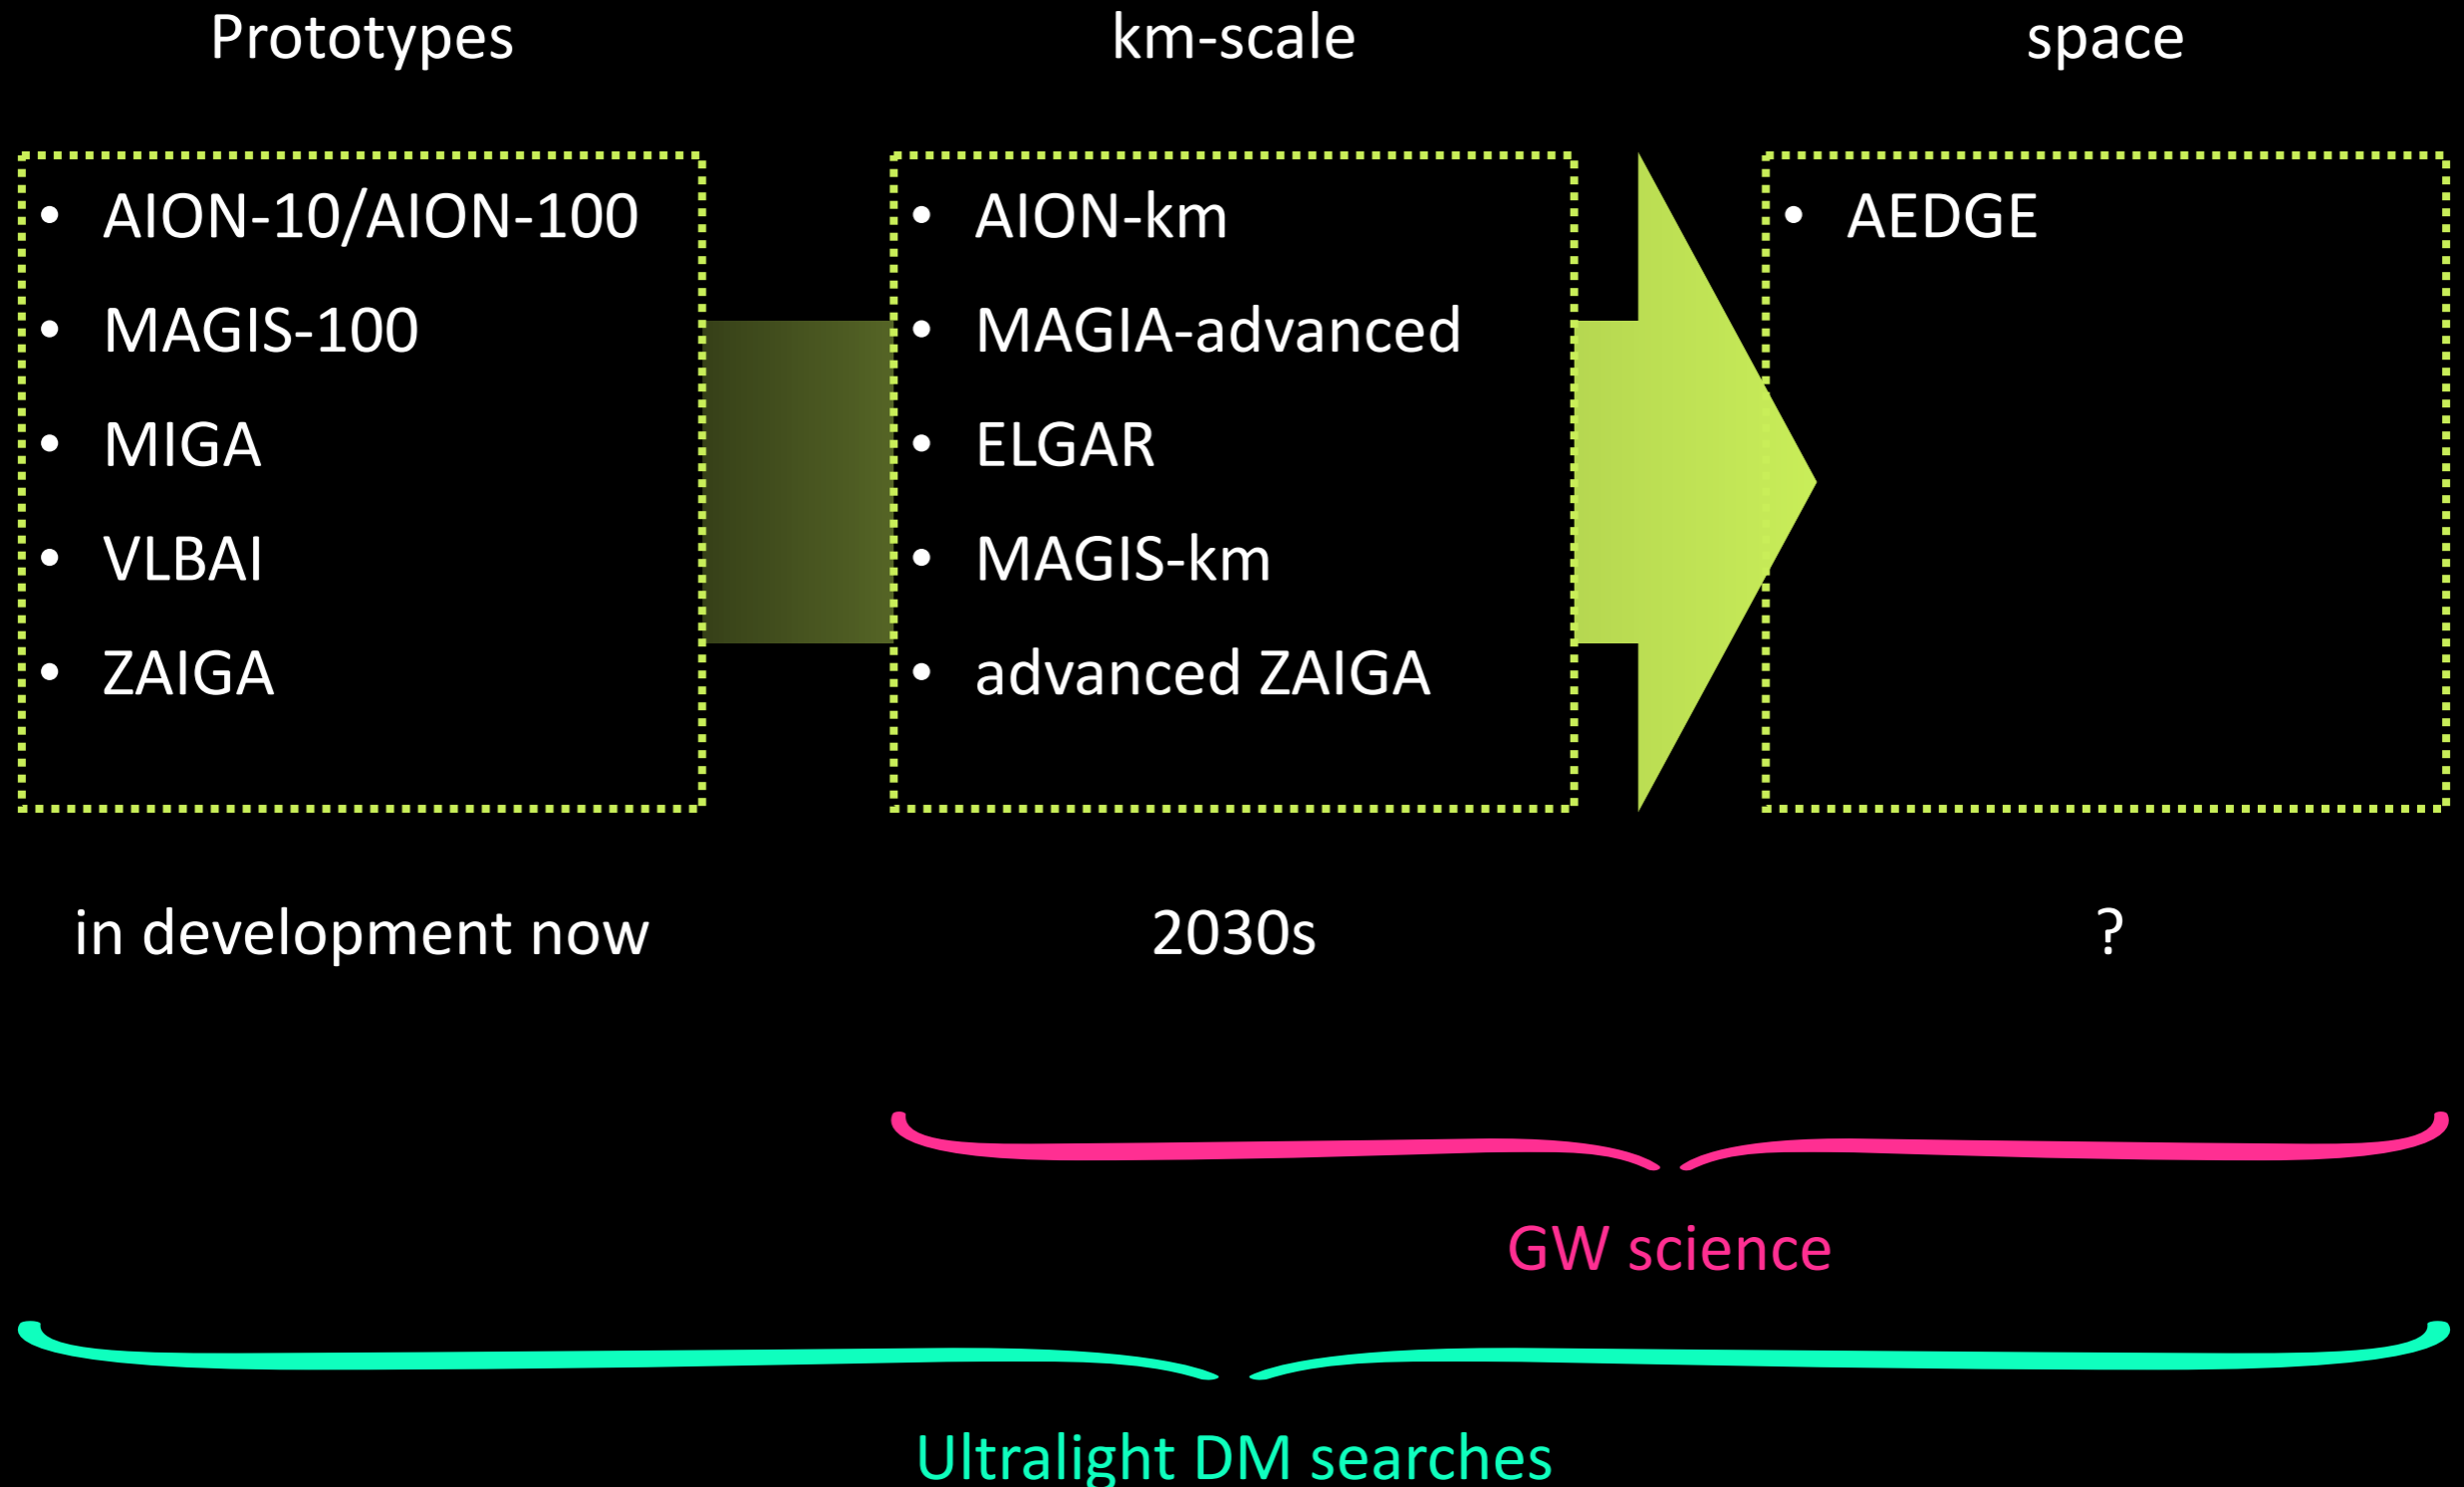 Prototypes
• AION-10/AION-100
• MAGIS-100
• MIGA
• VLBAI
• ZAIGA
in development now
km-scale
• AION-km
• MAGIA-advanced
• ELGAR
• MAGIS-km
• advanced ZAIGA
2030s
space
• AEDGE
?
GW science
Ultralight DM searches